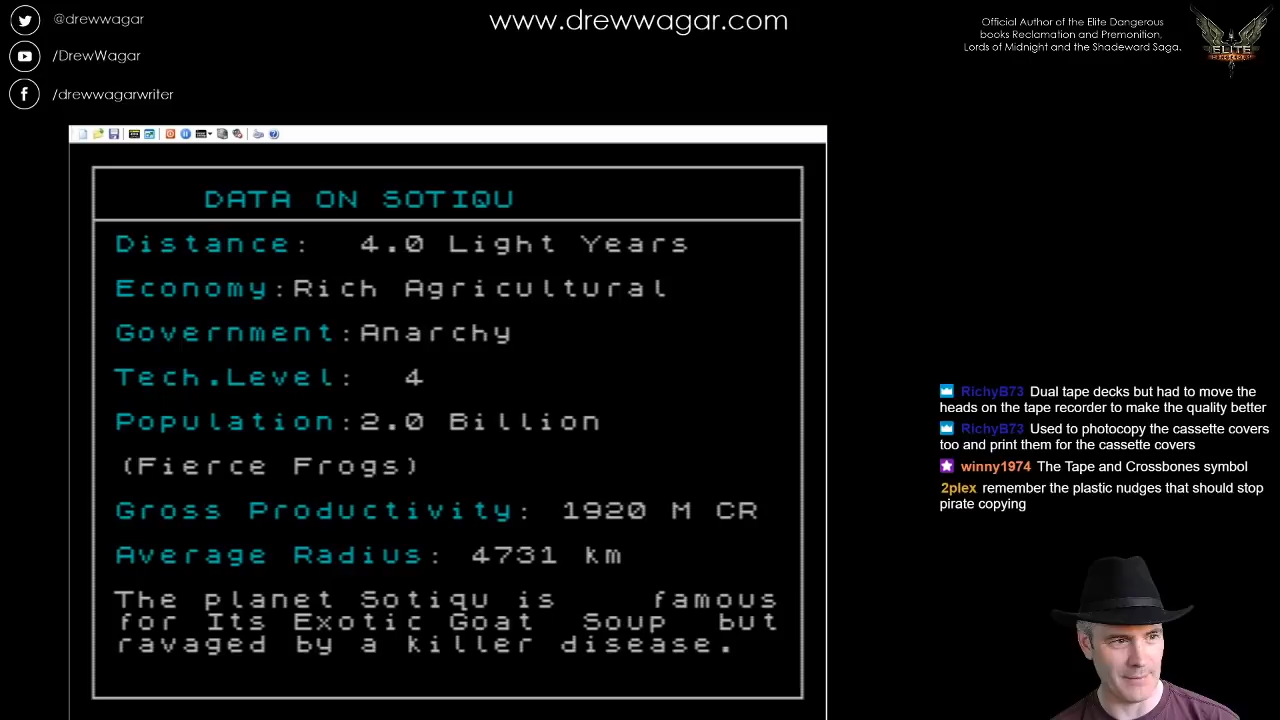 @drewwagar
/DrewWagar
/drewwagarwriter
www.drewwagar.com
Official Author of the Elite Dangerous
books Reclamation and Premonition,
Lords of Midnight and the Shadeward Saga.
ELITE
DANGEROUS
DATA ON SOTIQU
Distance: 4.0 Light Years
Economy:Rich Agricultural
Government:Anarchy
Tech.Level: 4
Population:2.0 Billion
(Fierce Frogs)
Gross Productivity: 1920 M CR
Average Radius: 4731 km
The planet Sotiqu is famous
for Its Exotic Goat Soup but
ravaged by a killer disease.
RichyB73 Dual tape decks but had to move the
heads on the tape recorder to make the quality better
RichyB73 Used to photocopy the cassette covers
too and print them for the cassette covers
winny1974 The Tape and Crossbones symbol
2plex remember the plastic nudges that should stop
pirate copying